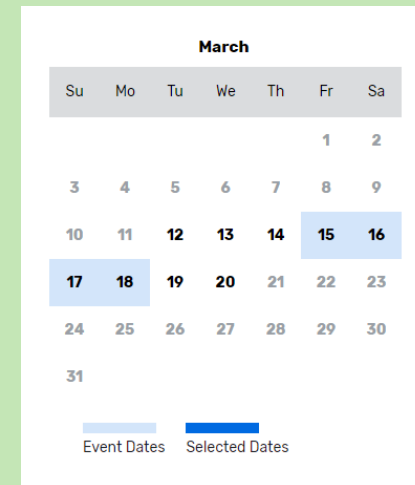 March
Su Mo Tu We Th Fr Sa
1 2
3 4 5 6 7 8 9
10 11 12 13 14 15 16
17 18 19 20 21 22 23
24 25 26 27 28 29 30
31
Event Dates Selected Dates